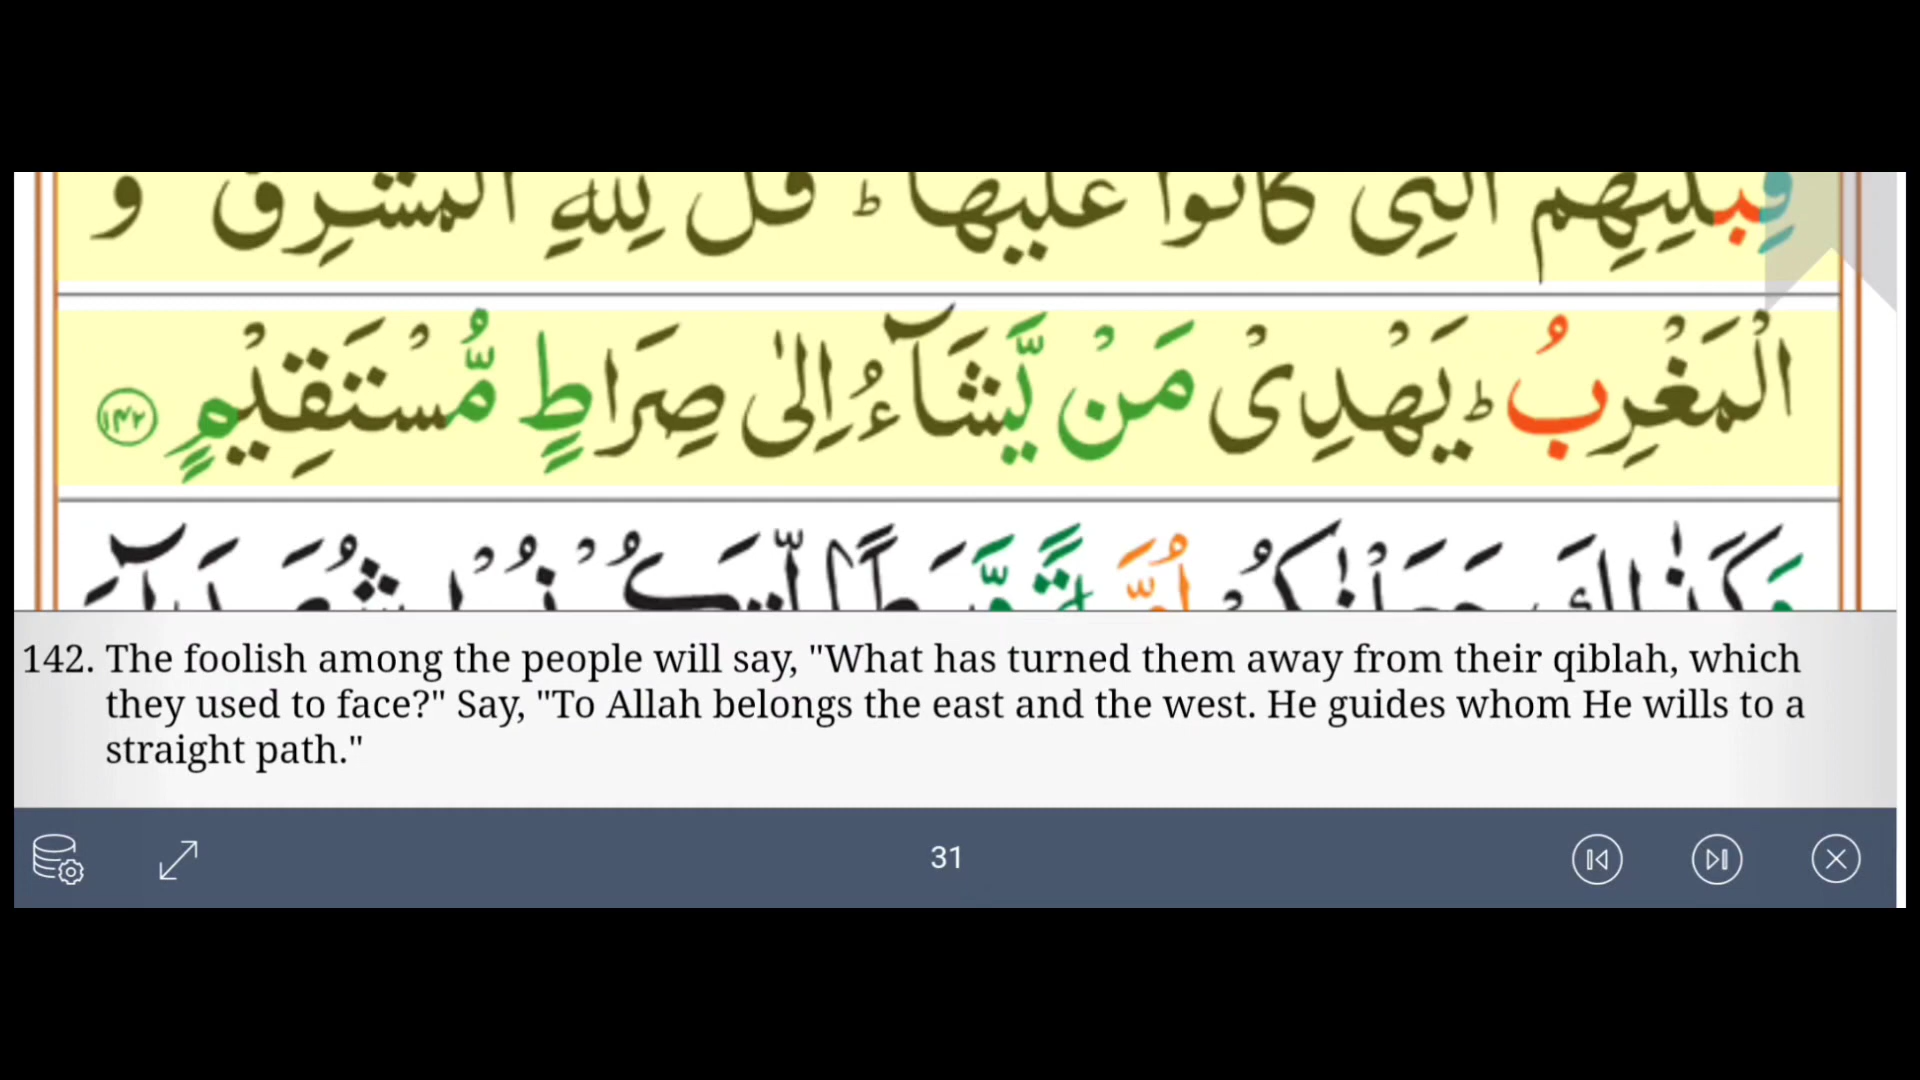 قِبْلَتِهِمُ الَّتِىْ كَانُوْا عَلَيْهَا ؕ قُلْ لِلّٰهِ الْمَشْرِقُ وَ
الْمَغْرِبُ ؕ يَهْدِىْ مَنْ يَّشَآءُ اِلٰى صِرَاطٍ مُّسْتَقِيْمٍ ۝۱۴۲
142. The foolish among the people will say, "What has turned them away from their qiblah, which
they used to face?" Say, "To Allah belongs the east and the west. He guides whom He wills to a
straight path."
31